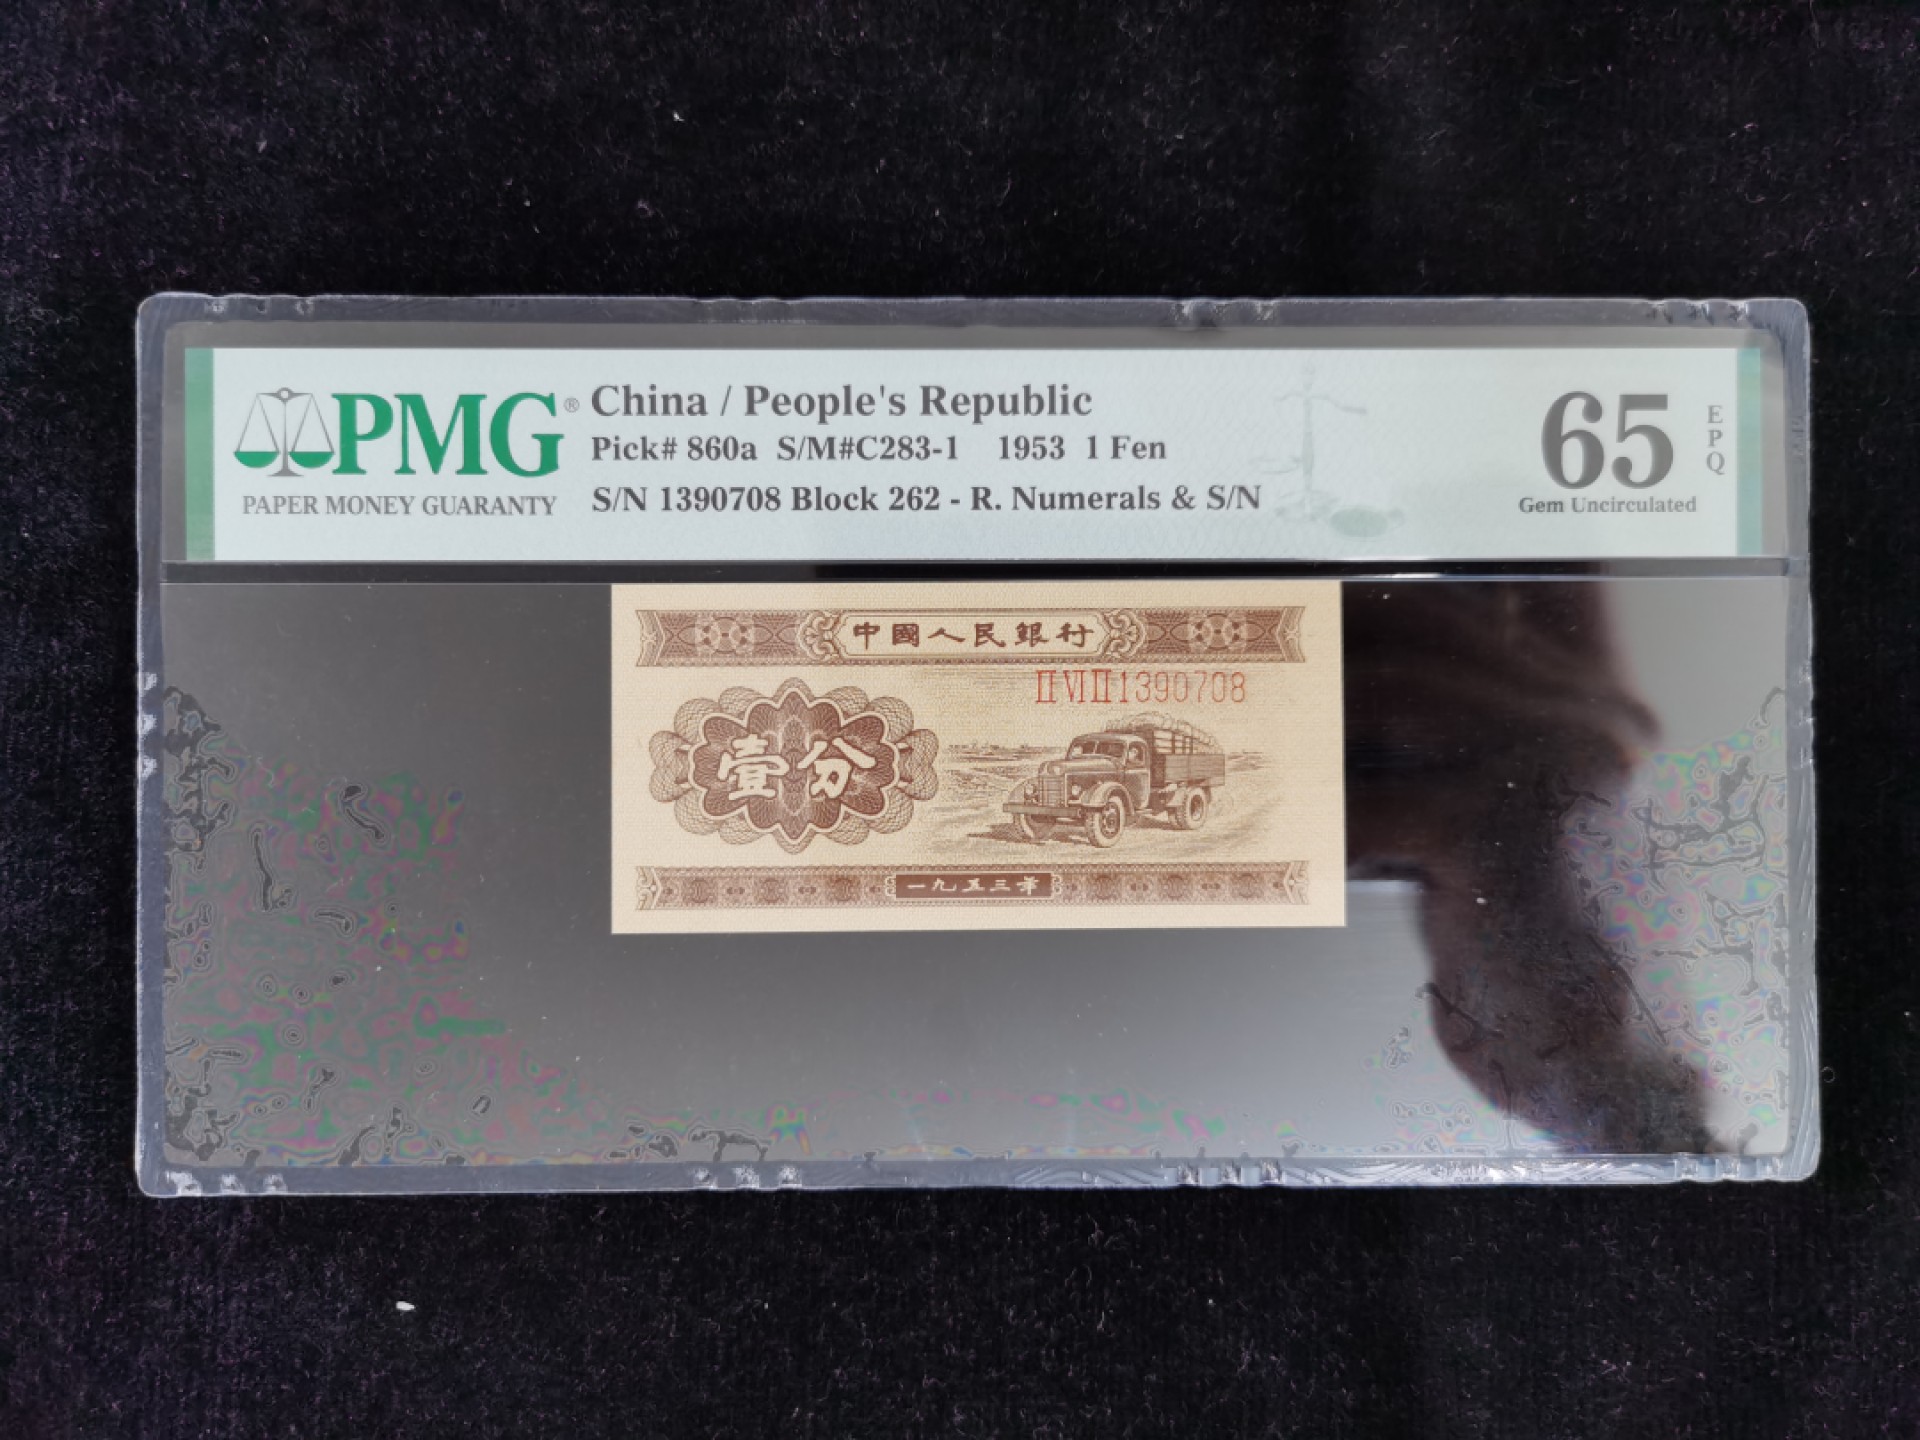 PMG®
PAPER MONEY GUARANTY
China / People's Republic
Pick# 860a S/M#C283-1 1953 1 Fen
S/N 1390708 Block 262 - R. Numerals & S/N
65
EPQ
Gem Uncirculated
中國人民銀行
ⅡⅥⅡ1390708
壹分
一九五三年